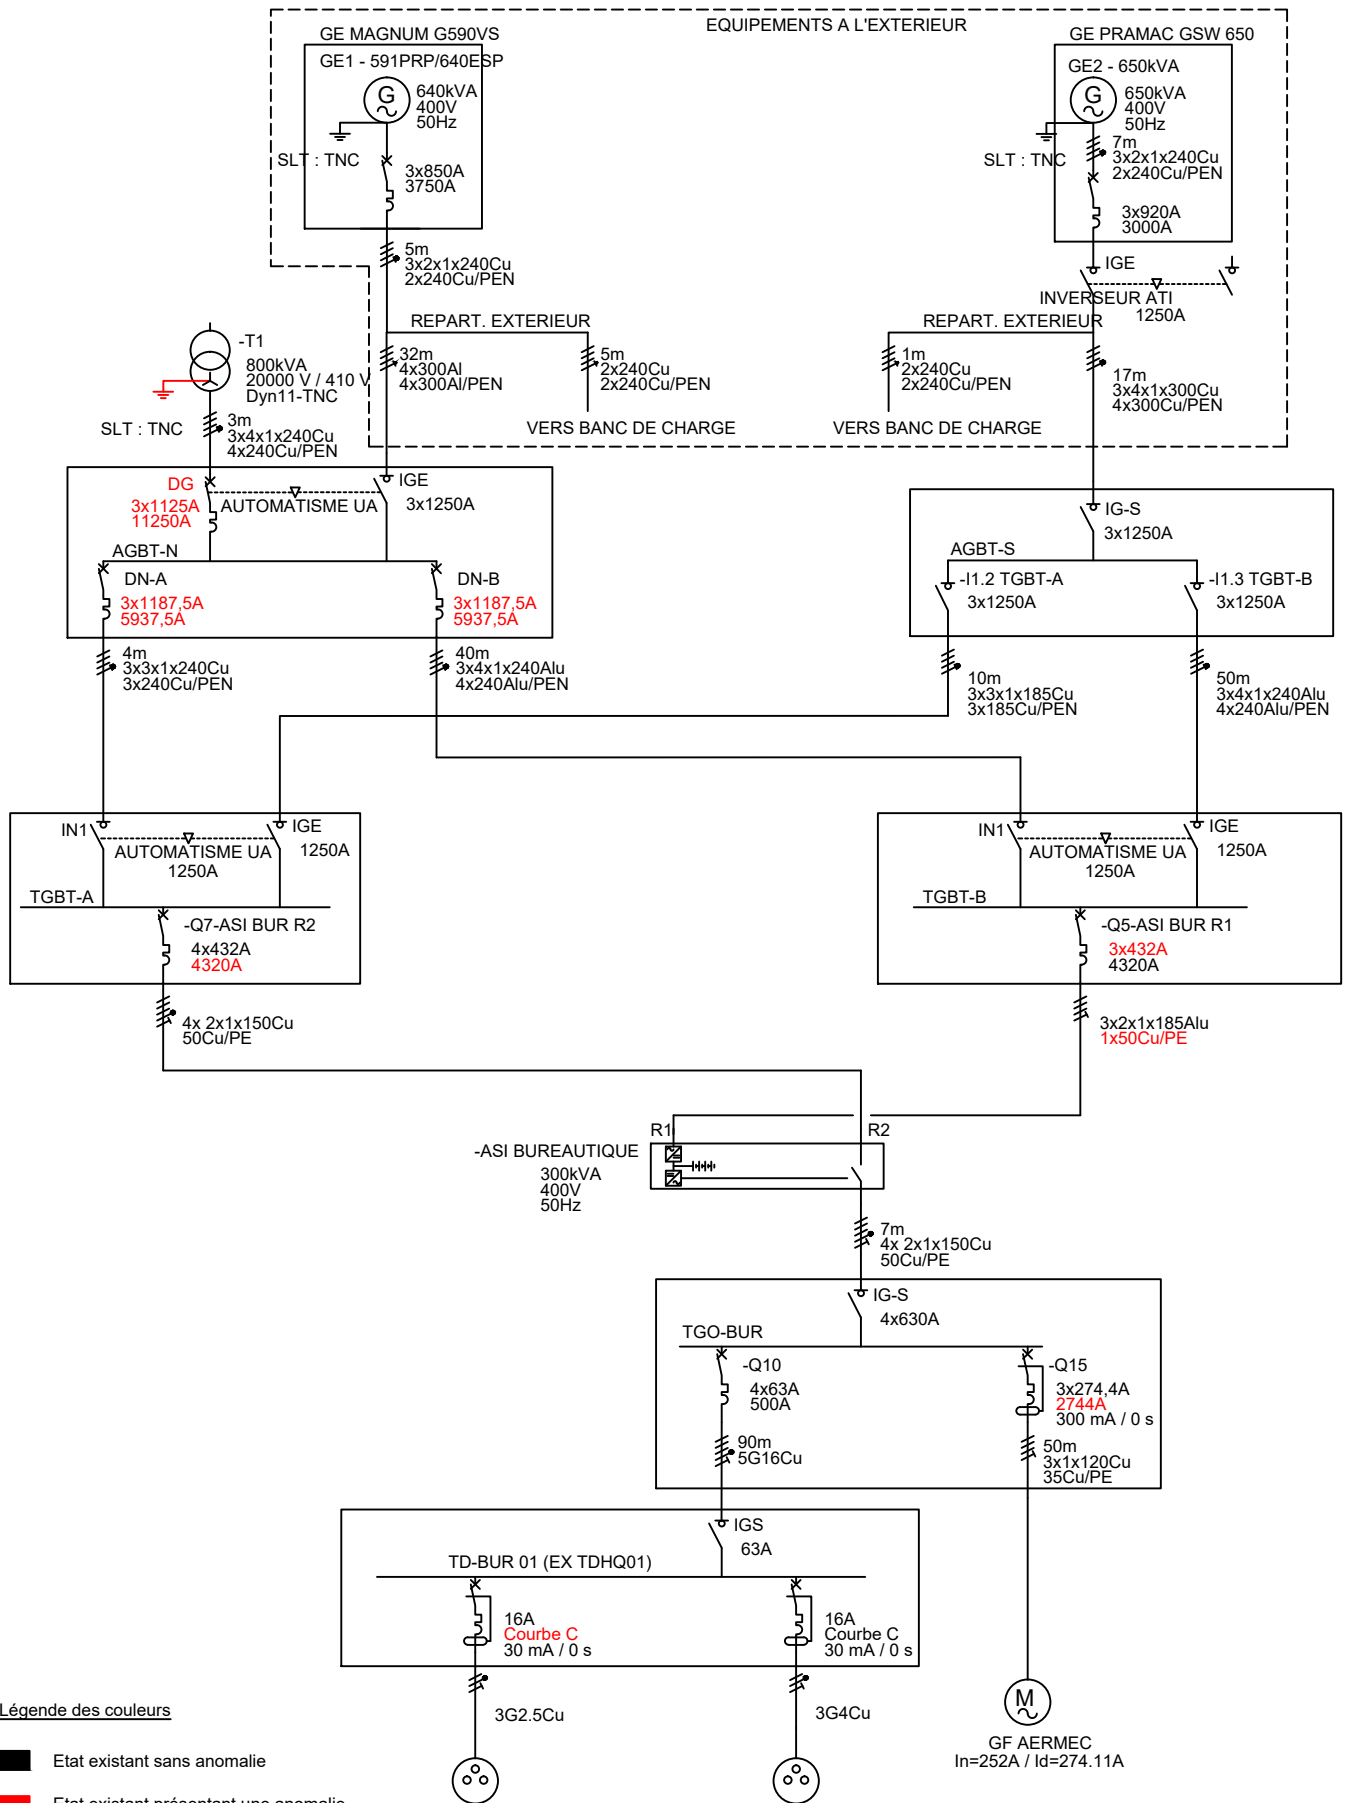 EQUIPEMENTS A L'EXTERIEUR
GE MAGNUM G590VS
GE1 - 591PRP/640ESP
G
640kVA
400V
50Hz
SLT : TNC
3x850A
3750A
5m
3x2x1x240Cu
2x240Cu/PEN
GE PRAMAC GSW 650
GE2 - 650kVA
G
650kVA
400V
50Hz
SLT : TNC
7m
3x2x1x240Cu
2x240Cu/PEN
3x920A
3000A
IGE
INVERSEUR ATI
1250A
REPART. EXTERIEUR
32m
4x300Al
4x300Al/PEN
5m
2x240Cu
2x240Cu/PEN
VERS BANC DE CHARGE
REPART. EXTERIEUR
1m
2x240Cu
2x240Cu/PEN
17m
3x4x1x300Cu
4x300Cu/PEN
VERS BANC DE CHARGE
-T1
800kVA
20000 V / 410 V
Dyn11-TNC
SLT : TNC
3m
3x4x1x240Cu
4x240Cu/PEN
DG
3x1125A
11250A
AUTOMATISME UA
IGE
3x1250A
AGBT-N
DN-A
3x1187,5A
5937,5A
DN-B
3x1187,5A
5937,5A
IG-S
3x1250A
AGBT-S
-I1.2 TGBT-A
3x1250A
-I1.3 TGBT-B
3x1250A
4m
3x3x1x240Cu
3x240Cu/PEN
40m
3x4x1x240Alu
4x240Alu/PEN
10m
3x3x1x185Cu
3x185Cu/PEN
50m
3x4x1x240Alu
4x240Alu/PEN
IN1
AUTOMATISME UA
1250A
IGE
1250A
TGBT-A
-Q7-ASI BUR R2
4x432A
4320A
IN1
AUTOMATISME UA
1250A
IGE
1250A
TGBT-B
-Q5-ASI BUR R1
3x432A
4320A
4x 2x1x150Cu
50Cu/PE
3x2x1x185Alu
1x50Cu/PE
R1
R2
-ASI BUREAUTIQUE
300kVA
400V
50Hz
7m
4x 2x1x150Cu
50Cu/PE
IG-S
4x630A
TGO-BUR
-Q10
4x63A
500A
-Q15
3x274,4A
2744A
300 mA / 0 s
90m
5G16Cu
50m
3x1x120Cu
35Cu/PE
IGS
63A
TD-BUR 01 (EX TDHQ01)
16A
Courbe C
30 mA / 0 s
16A
Courbe C
30 mA / 0 s
3G2.5Cu
3G4Cu
M
GF AERMEC
In=252A / Id=274.11A
Légende des couleurs
Etat existant sans anomalie
Etat existant présentant une anomalie